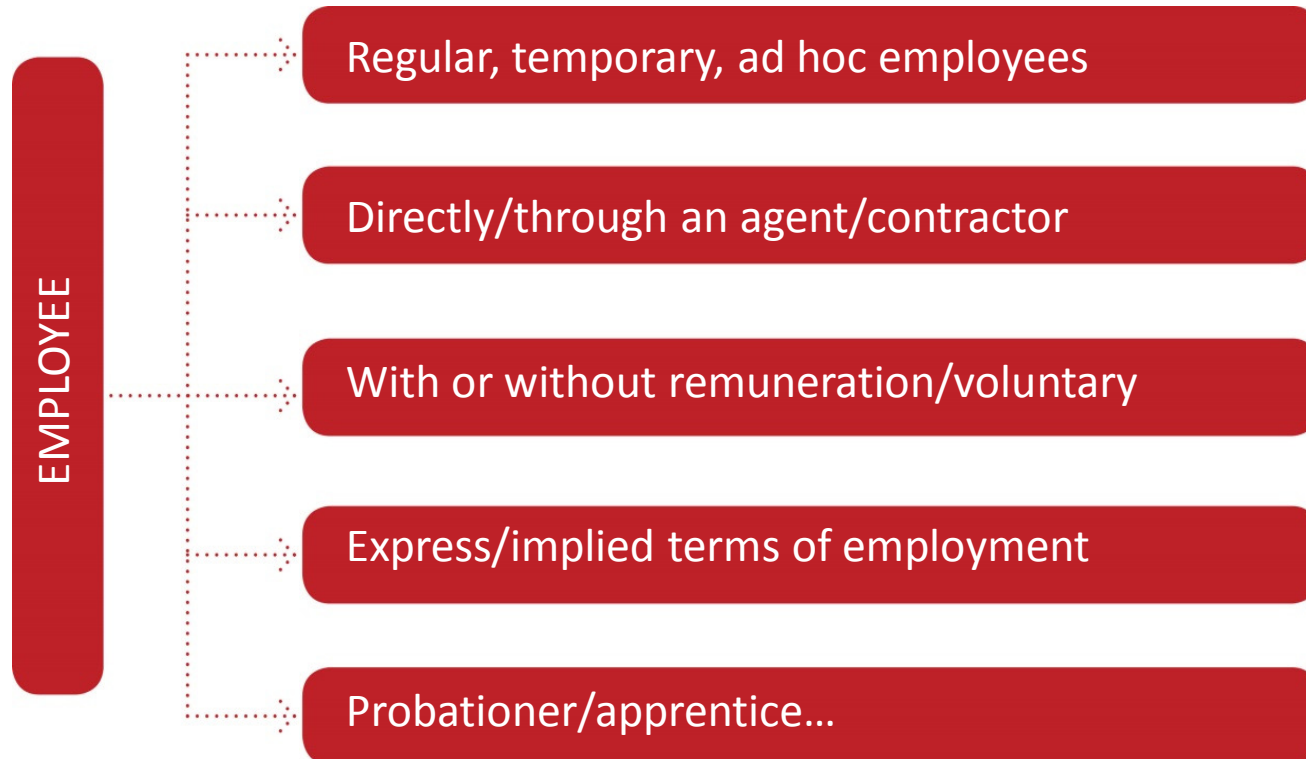 EMPLOYEE
Regular, temporary, ad hoc employees
Directly/through an agent/contractor
With or without remuneration/voluntary
Express/implied terms of employment
Probationer/apprentice…